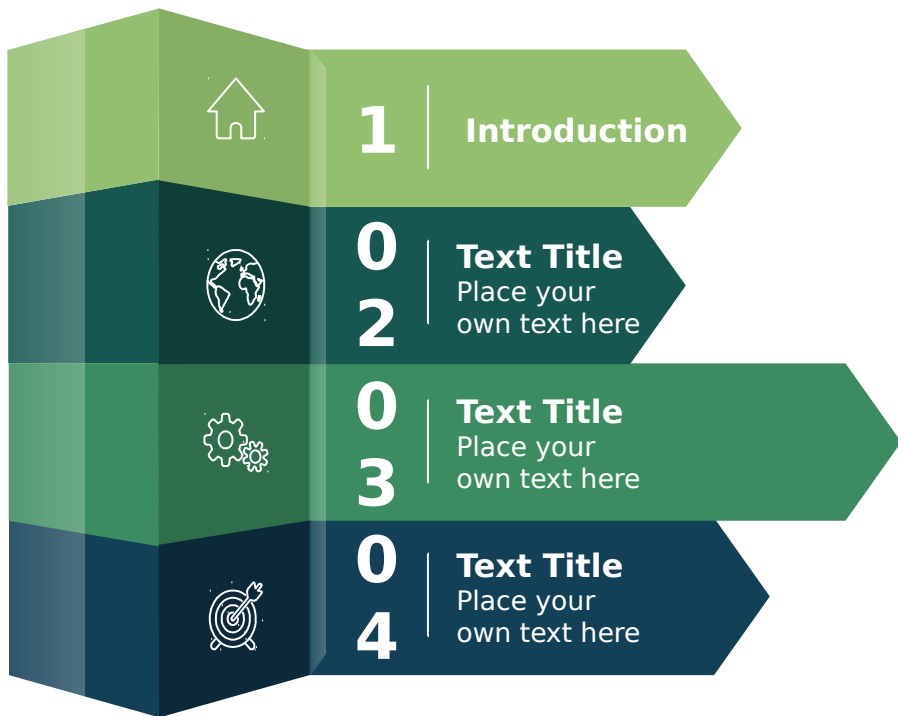 1
Introduction
0
2
Text Title
Place your
own text here
0
3
Text Title
Place your
own text here
0
4
Text Title
Place your
own text here